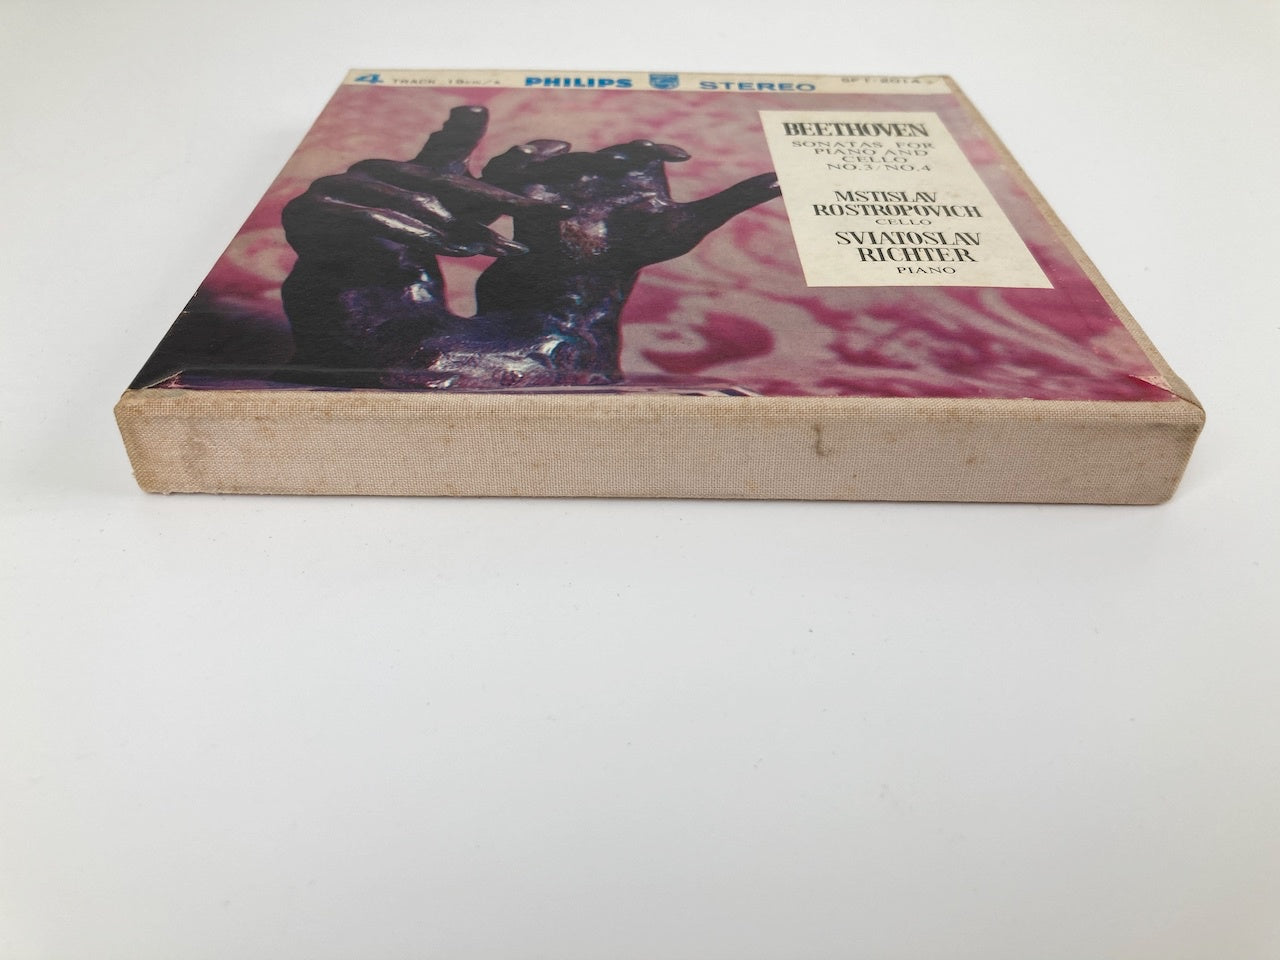 4 TRACK 19cm/s PHILIPS STEREO
BEETHOVEN
SONATAS FOR
PIANO AND
CELLO
NO.3/NO.4
MSTISLAV
ROSTROPOVICH
CELLO
SVIATOSLAV
RICHTER
PIANO